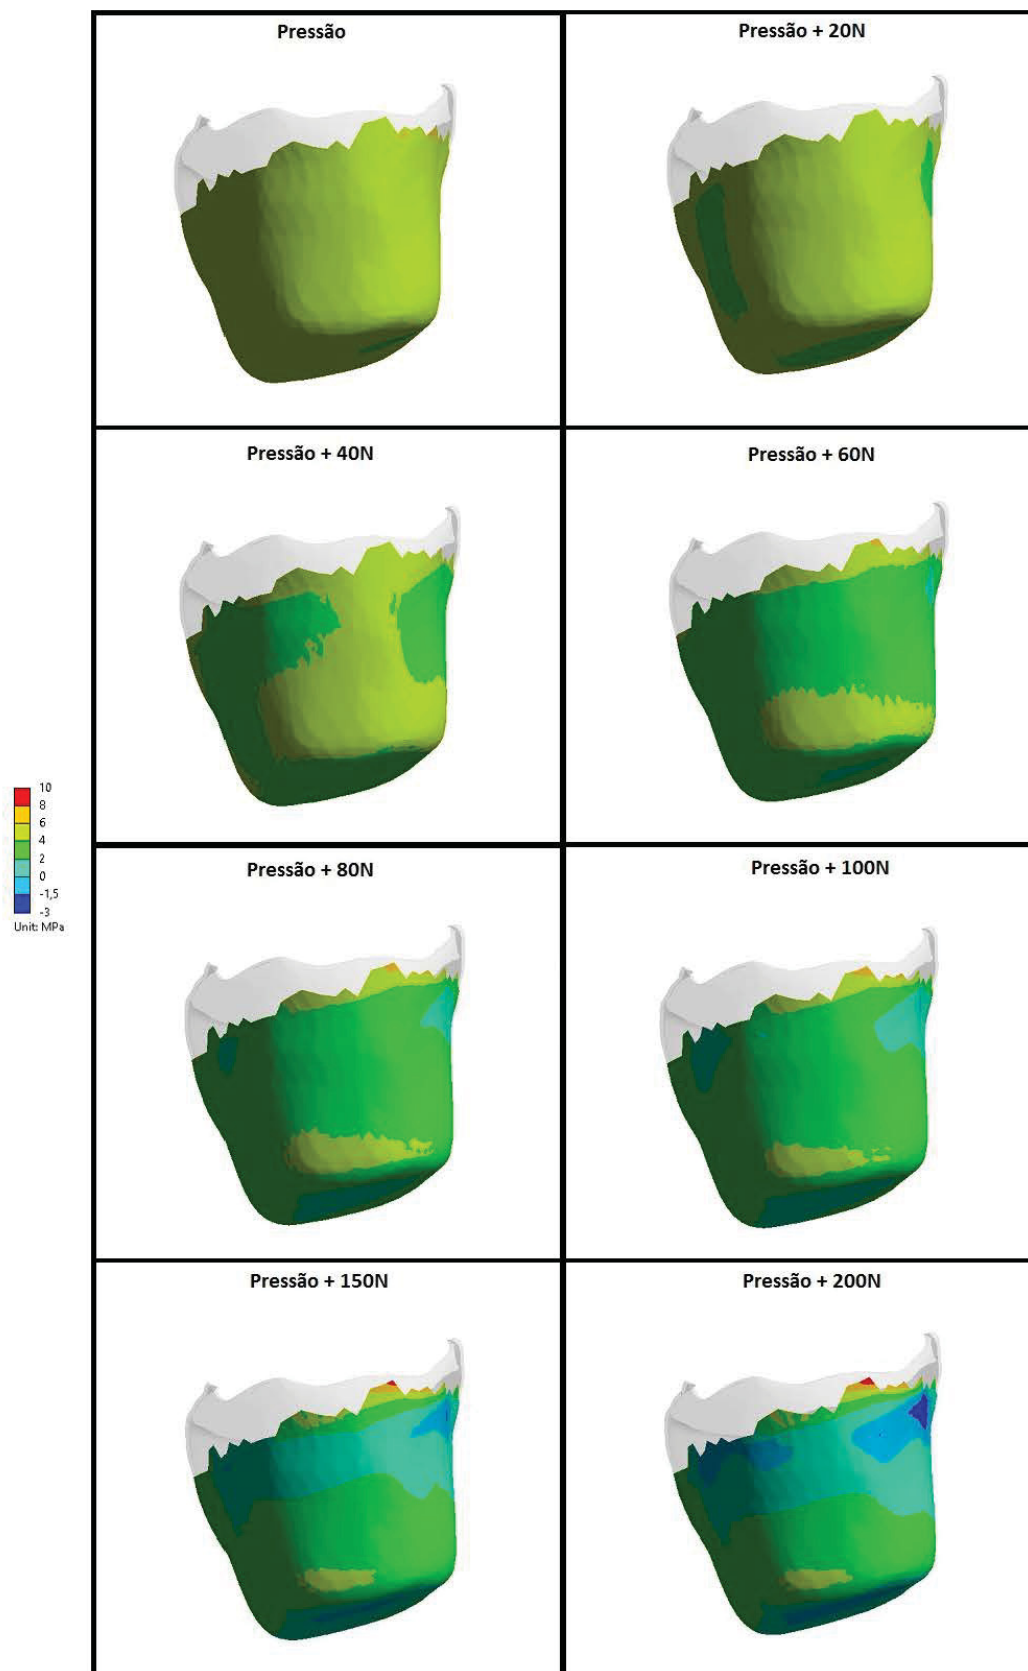 Pressão
Pressão + 20N
Pressão + 40N
Pressão + 60N
10
8
6
4
2
0
-1,5
-3
Unit: MPa
Pressão + 80N
Pressão + 100N
Pressão + 150N
Pressão + 200N